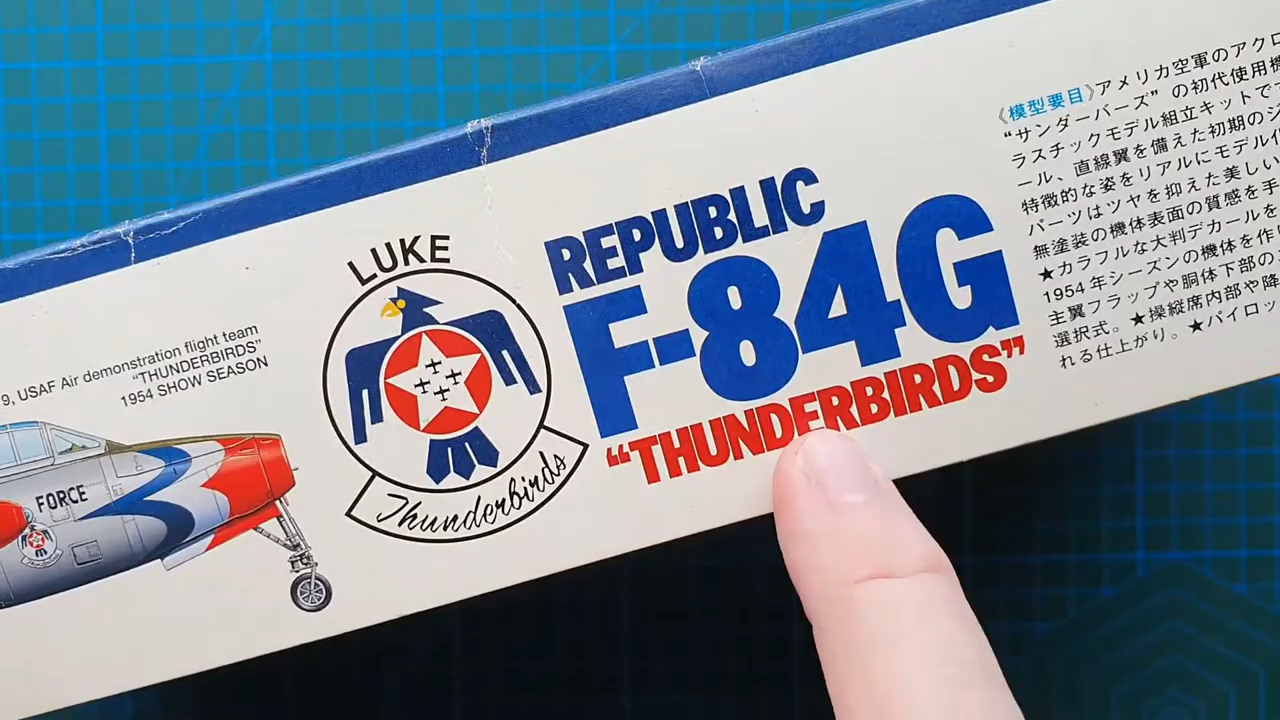 9, USAF Air demonstration flight team
“THUNDERBIRDS”
1954 SHOW SEASON
FORCE
LUKE
Thunderbirds
REPUBLIC
F-84G
“THUNDERBIRDS”
《模型要目》アメリカ空軍のアクロ
“サンダーバーズ”の初代使用機
ラスチックモデル組立キットです
ール、直線翼を備えた初期のジ
特徴的な姿をリアルにモデル化
パーツはツヤを抑えた美しい
無塗装の機体表面の質感を手
★カラフルな大判デカールを
1954年シーズンの機体を作
主翼フラップや胴体下部の
選択式。★操縦席内部や降
れる仕上がり。★パイロッ